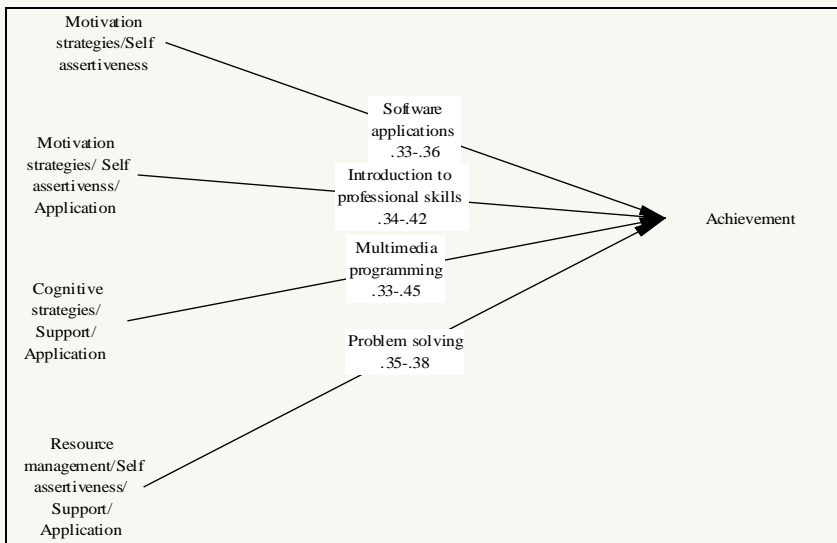 Motivation
strategies/Self
assertiveness
Software
applications
.33-.36
Motivation
strategies/ Self
assertivenss/
Application
Introduction to
professional skills
.34-.42
Achievement
Multimedia
programming
.33-.45
Cognitive
strategies/
Support/
Application
Problem solving
.35-.38
Resource
management/Self
assertiveness/
Support/
Application